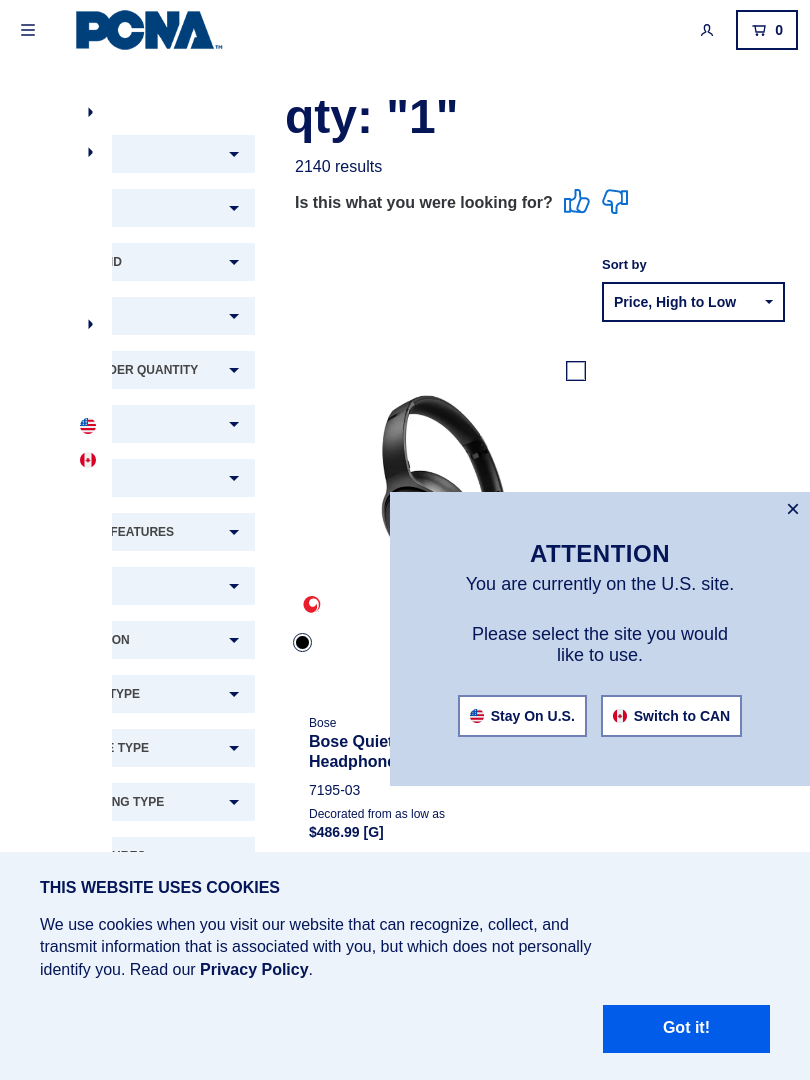 PCNA
TM
0
qty: "1"
2140 results
Is this what you were looking for?
Sort by
Price, High to Low
DER QUANTITY
FEATURES
TYPE
E TYPE
NG TYPE
Bose
Bose Quiet
Headphone
7195-03
Decorated from as low as
$486.99 [G]
×
ATTENTION
You are currently on the U.S. site.
Please select the site you would
like to use.
Stay On U.S.
Switch to CAN
THIS WEBSITE USES COOKIES
We use cookies when you visit our website that can recognize, collect, and
transmit information that is associated with you, but which does not personally
identify you. Read our Privacy Policy.
Got it!